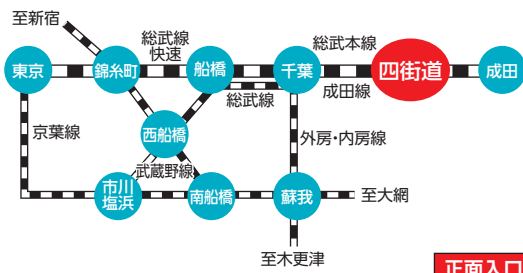 至新宿
東京
錦糸町
総武線
快速
船橋
千葉
総武本線
四街道
成田線
成田
総武線
京葉線
西船橋
外房・内房線
武蔵野線
市川
塩浜
南船橋
蘇我
至大網
至木更津
正面入口